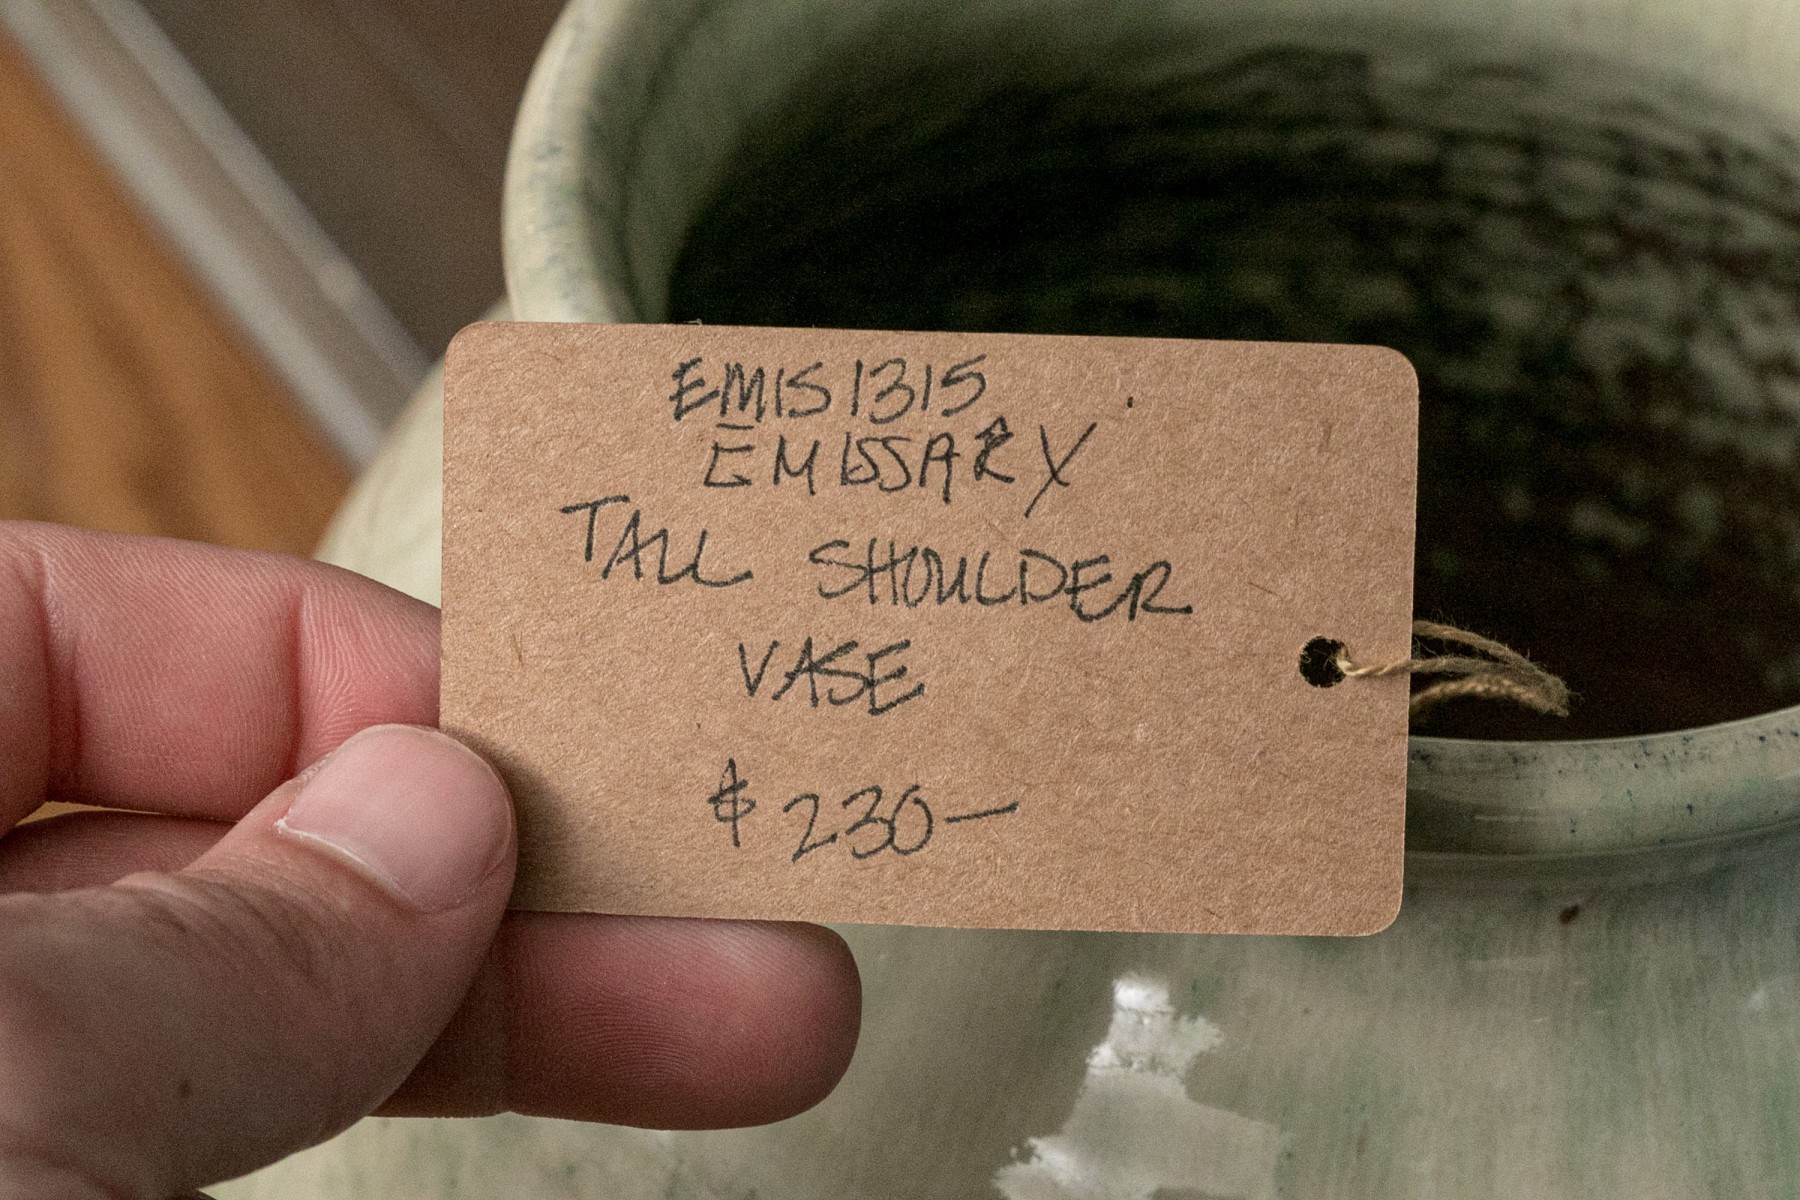 EMIS1315
EMISSARY
TALL SHOULDER
VASE
$230—